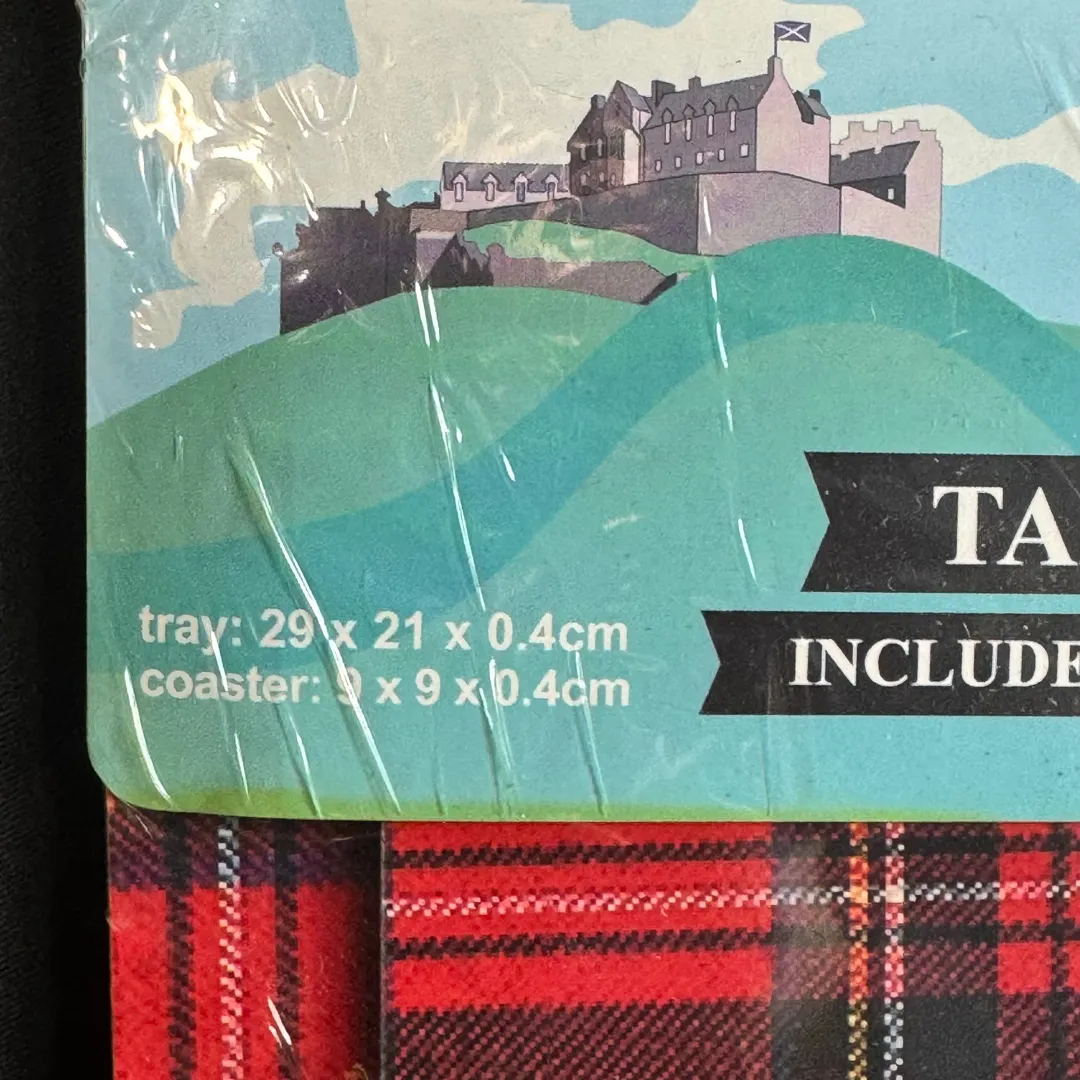 TA
INCLUDE
tray: 29 x 21 x 0.4cm
coaster: 9 x 9 x 0.4cm